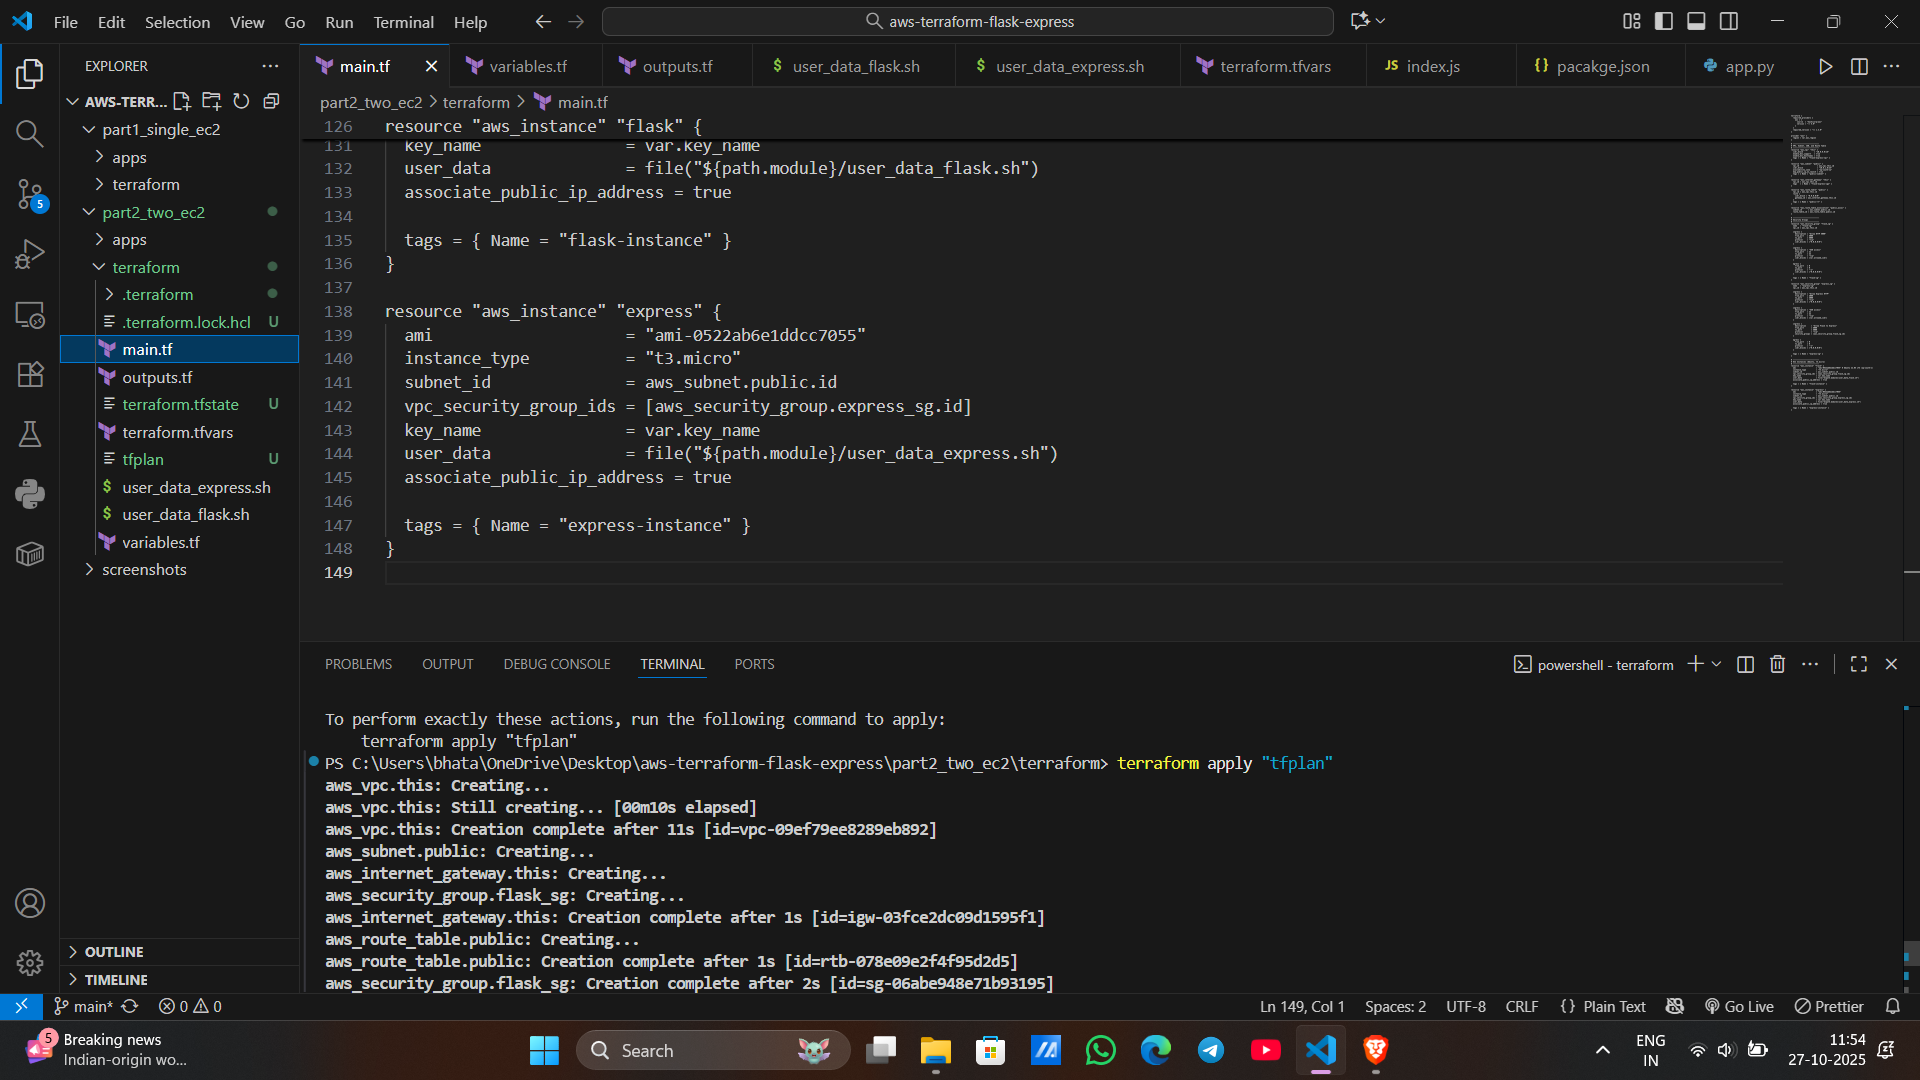 File Edit Selection View Go Run Terminal Help
aws-terraform-flask-express
EXPLORER
AWS-TERR...
part1_single_ec2
apps
terraform
part2_two_ec2
apps
terraform
.terraform
.terraform.lock.hcl U
main.tf
outputs.tf
terraform.tfstate U
terraform.tfvars
tfplan U
user_data_express.sh
user_data_flask.sh
variables.tf
screenshots
OUTLINE
TIMELINE
5
main.tf variables.tf outputs.tf $ user_data_flask.sh $ user_data_express.sh terraform.tfvars JS index.js {} pacakge.json app.py
part2_two_ec2 > terraform > main.tf
126 resource "aws_instance" "flask" {
131 key_name = var.key_name
132 user_data = file("${path.module}/user_data_flask.sh")
133 associate_public_ip_address = true
134
135 tags = { Name = "flask-instance" }
136 }
137
138 resource "aws_instance" "express" {
139 ami = "ami-0522ab6e1ddcc7055"
140 instance_type = "t3.micro"
141 subnet_id = aws_subnet.public.id
142 vpc_security_group_ids = [aws_security_group.express_sg.id]
143 key_name = var.key_name
144 user_data = file("${path.module}/user_data_express.sh")
145 associate_public_ip_address = true
146
147 tags = { Name = "express-instance" }
148 }
149
PROBLEMS OUTPUT DEBUG CONSOLE TERMINAL PORTS
powershell - terraform
To perform exactly these actions, run the following command to apply:
terraform apply "tfplan"
PS C:\Users\bhata\OneDrive\Desktop\aws-terraform-flask-express\part2_two_ec2\terraform> terraform apply "tfplan"
aws_vpc.this: Creating...
aws_vpc.this: Still creating... [00m10s elapsed]
aws_vpc.this: Creation complete after 11s [id=vpc-09ef79ee8289eb892]
aws_subnet.public: Creating...
aws_internet_gateway.this: Creating...
aws_security_group.flask_sg: Creating...
aws_internet_gateway.this: Creation complete after 1s [id=igw-03fce2dc09d1595f1]
aws_route_table.public: Creating...
aws_route_table.public: Creation complete after 1s [id=rtb-078e09e2f4f95d2d5]
aws_security_group.flask_sg: Creation complete after 2s [id=sg-06abe948e71b93195]
main* 0 0 Ln 149, Col 1 Spaces: 2 UTF-8 CRLF {} Plain Text Go Live Prettier
5
Breaking news
Indian-origin wo...
Search
ENG
IN
11:54
27-10-2025